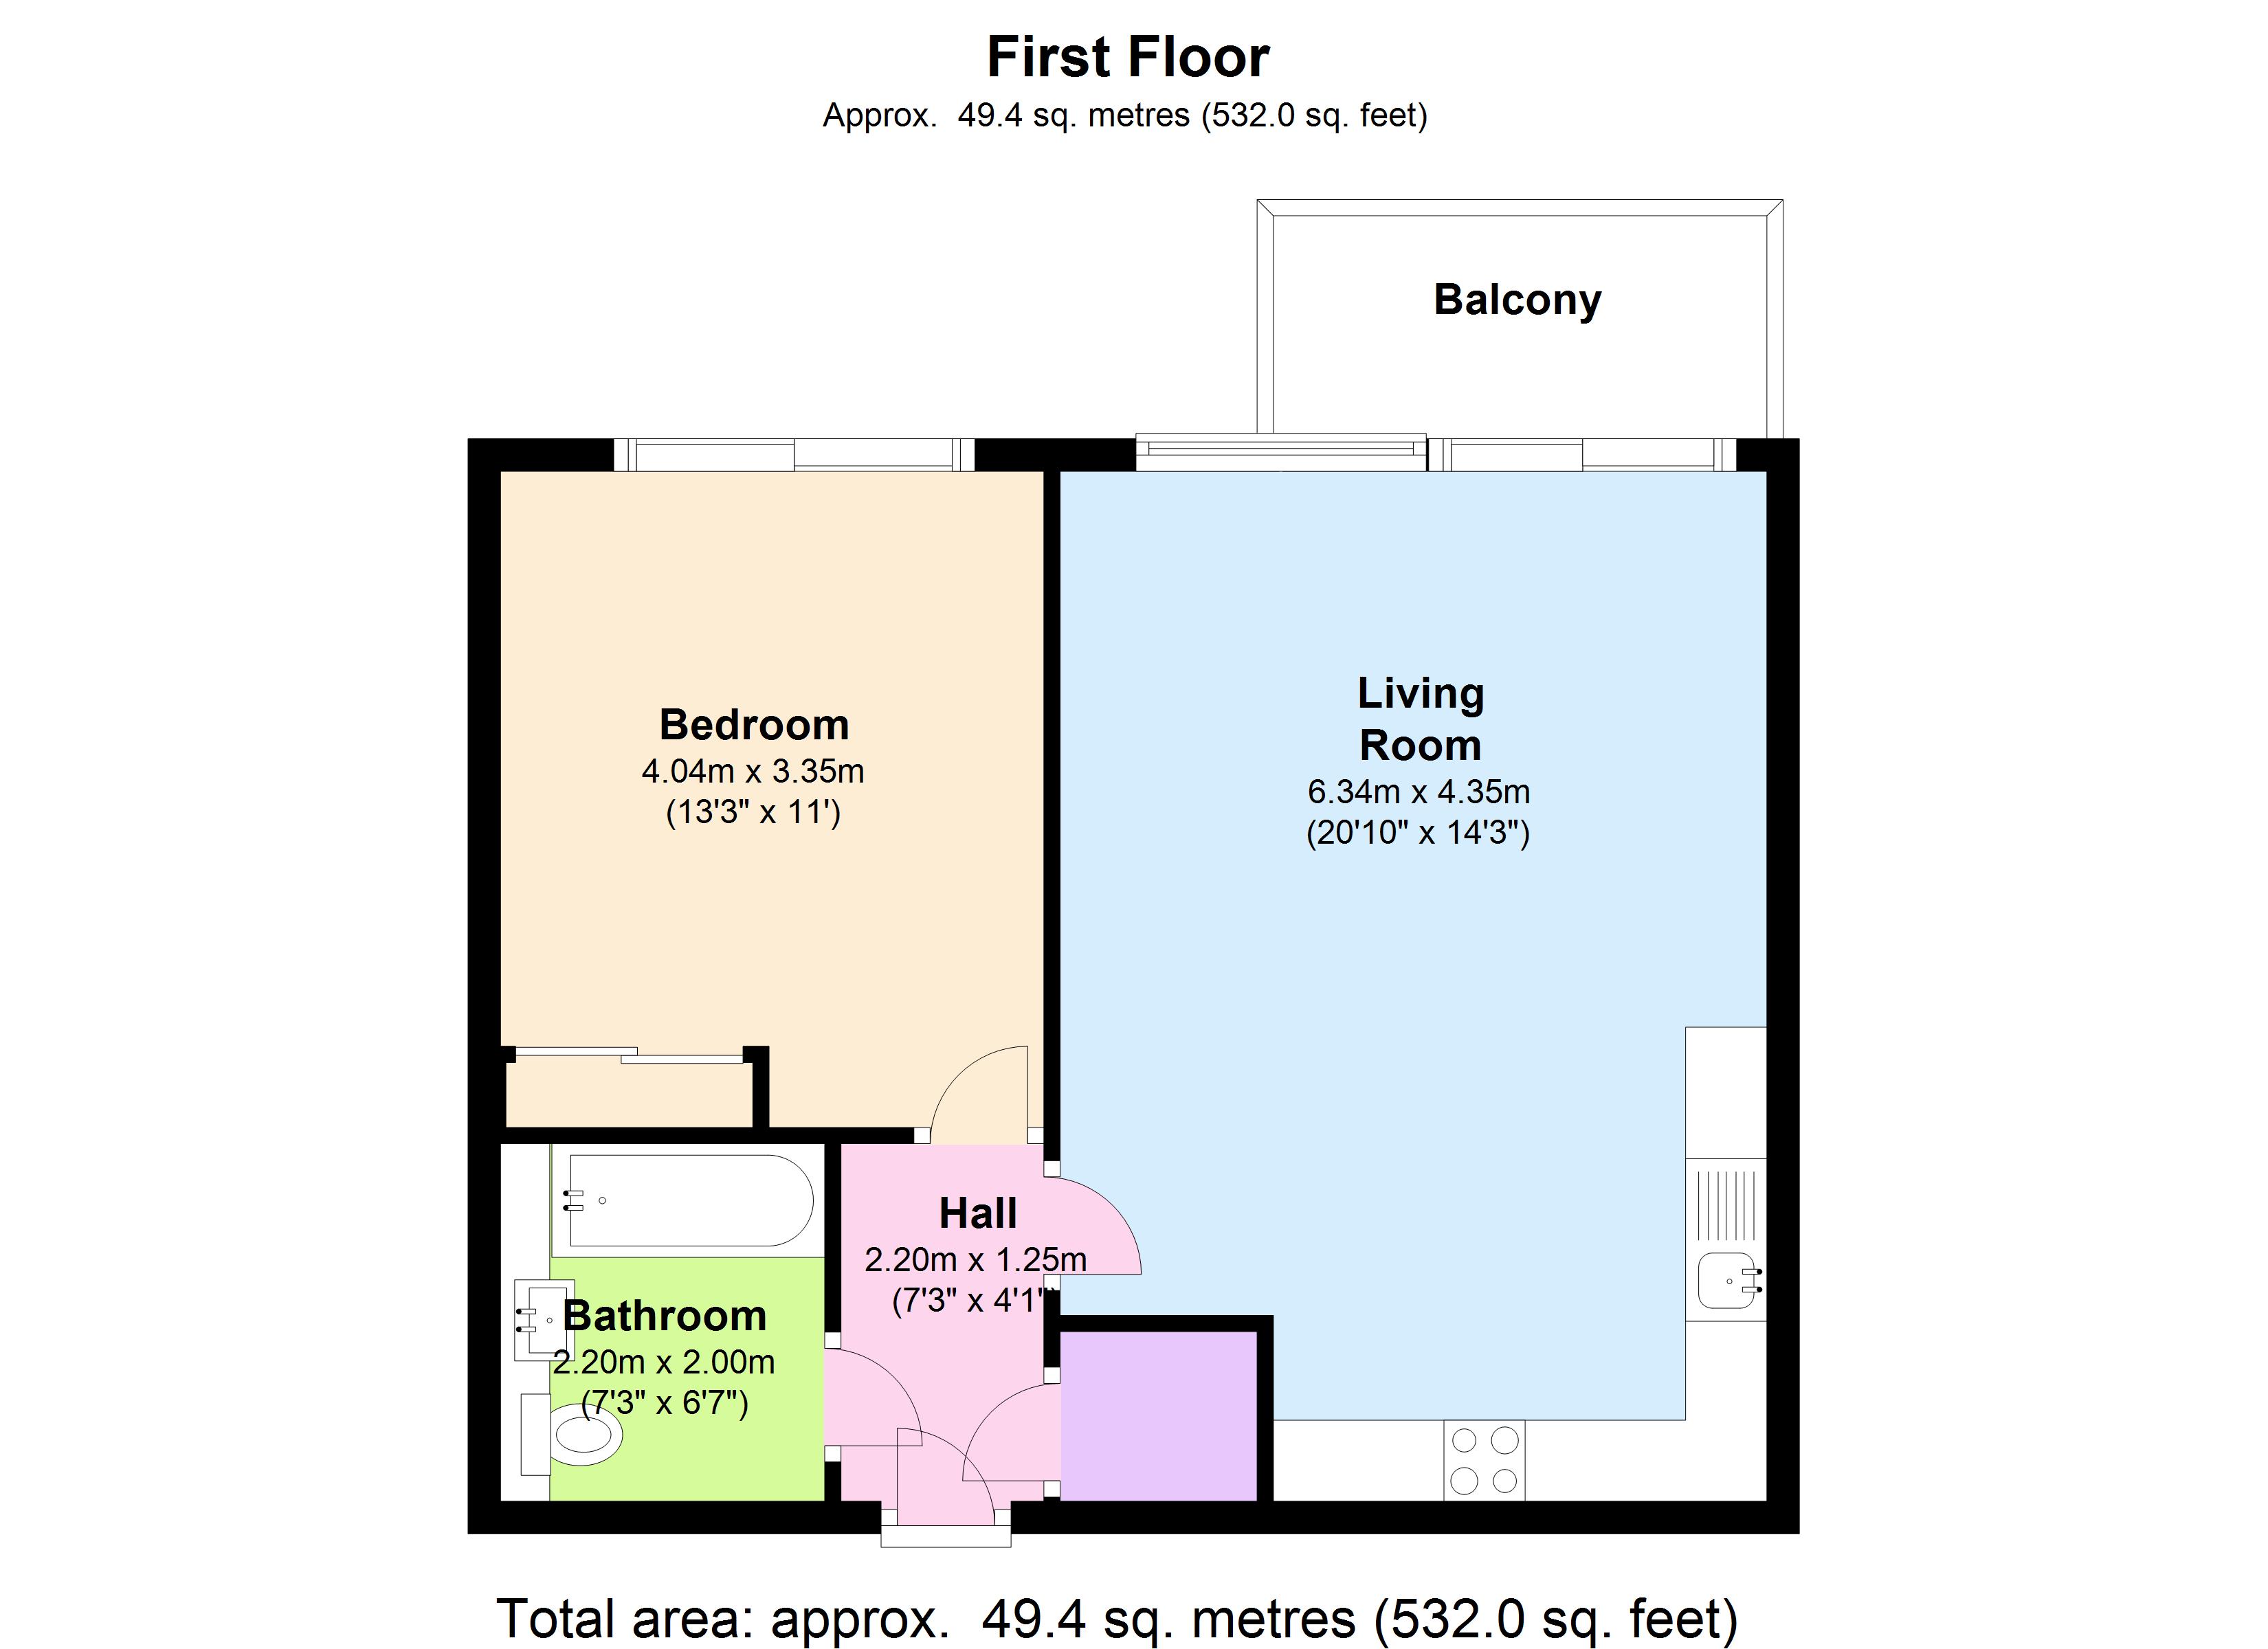 First Floor
Approx. 49.4 sq. metres (532.0 sq. feet)
Balcony
Living
Room
6.34m x 4.35m
(20'10" x 14'3")
Bedroom
4.04m x 3.35m
(13'3" x 11')
Hall
2.20m x 1.25m
(7'3" x 4'1")
Bathroom
2.20m x 2.00m
(7'3" x 6'7")
Total area: approx. 49.4 sq. metres (532.0 sq. feet)